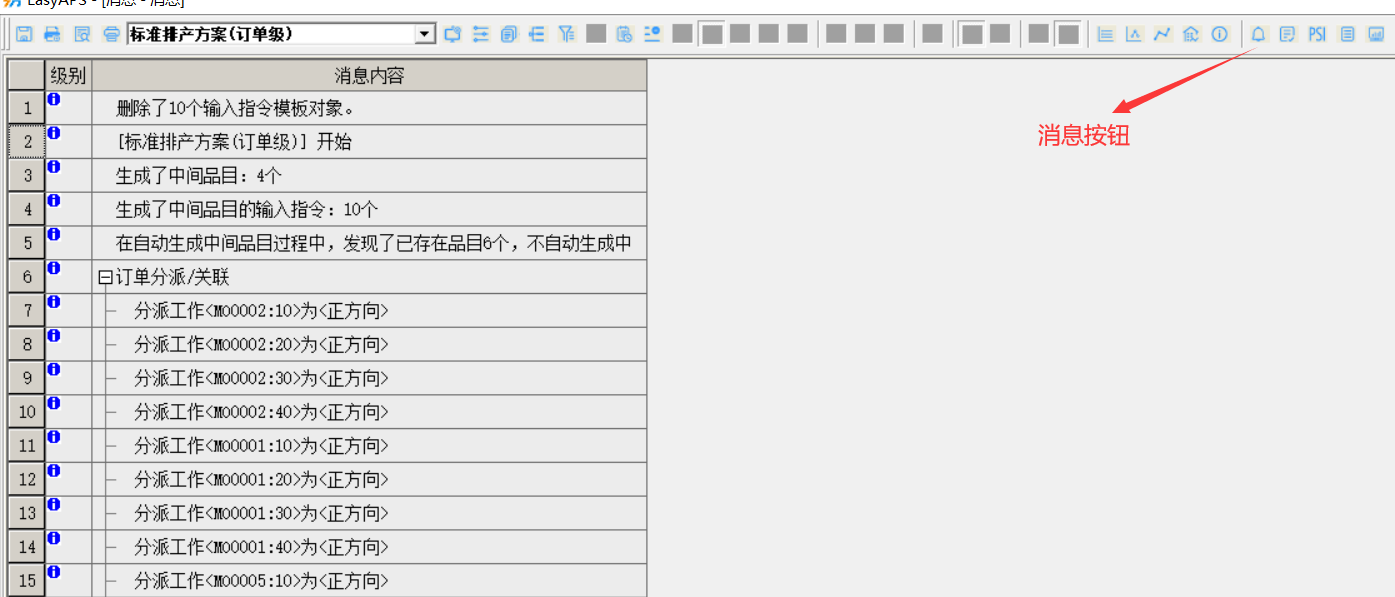 EasyAPS - [消息 - 消息]
标准排产方案(订单级)
PSI
消息按钮
级别 消息内容
1 删除了10个输入指令模板对象。
2 [标准排产方案(订单级)] 开始
3 生成了中间品目: 4个
4 生成了中间品目的输入指令: 10个
5 在自动生成中间品目过程中，发现了已存在品目6个，不自动生成中
6 订单分派/关联
7 分派工作<MO0002:10>为<正方向>
8 分派工作<MO0002:20>为<正方向>
9 分派工作<MO0002:30>为<正方向>
10 分派工作<MO0002:40>为<正方向>
11 分派工作<MO0001:10>为<正方向>
12 分派工作<MO0001:20>为<正方向>
13 分派工作<MO0001:30>为<正方向>
14 分派工作<MO0001:40>为<正方向>
15 分派工作<MO0005:10>为<正方向>